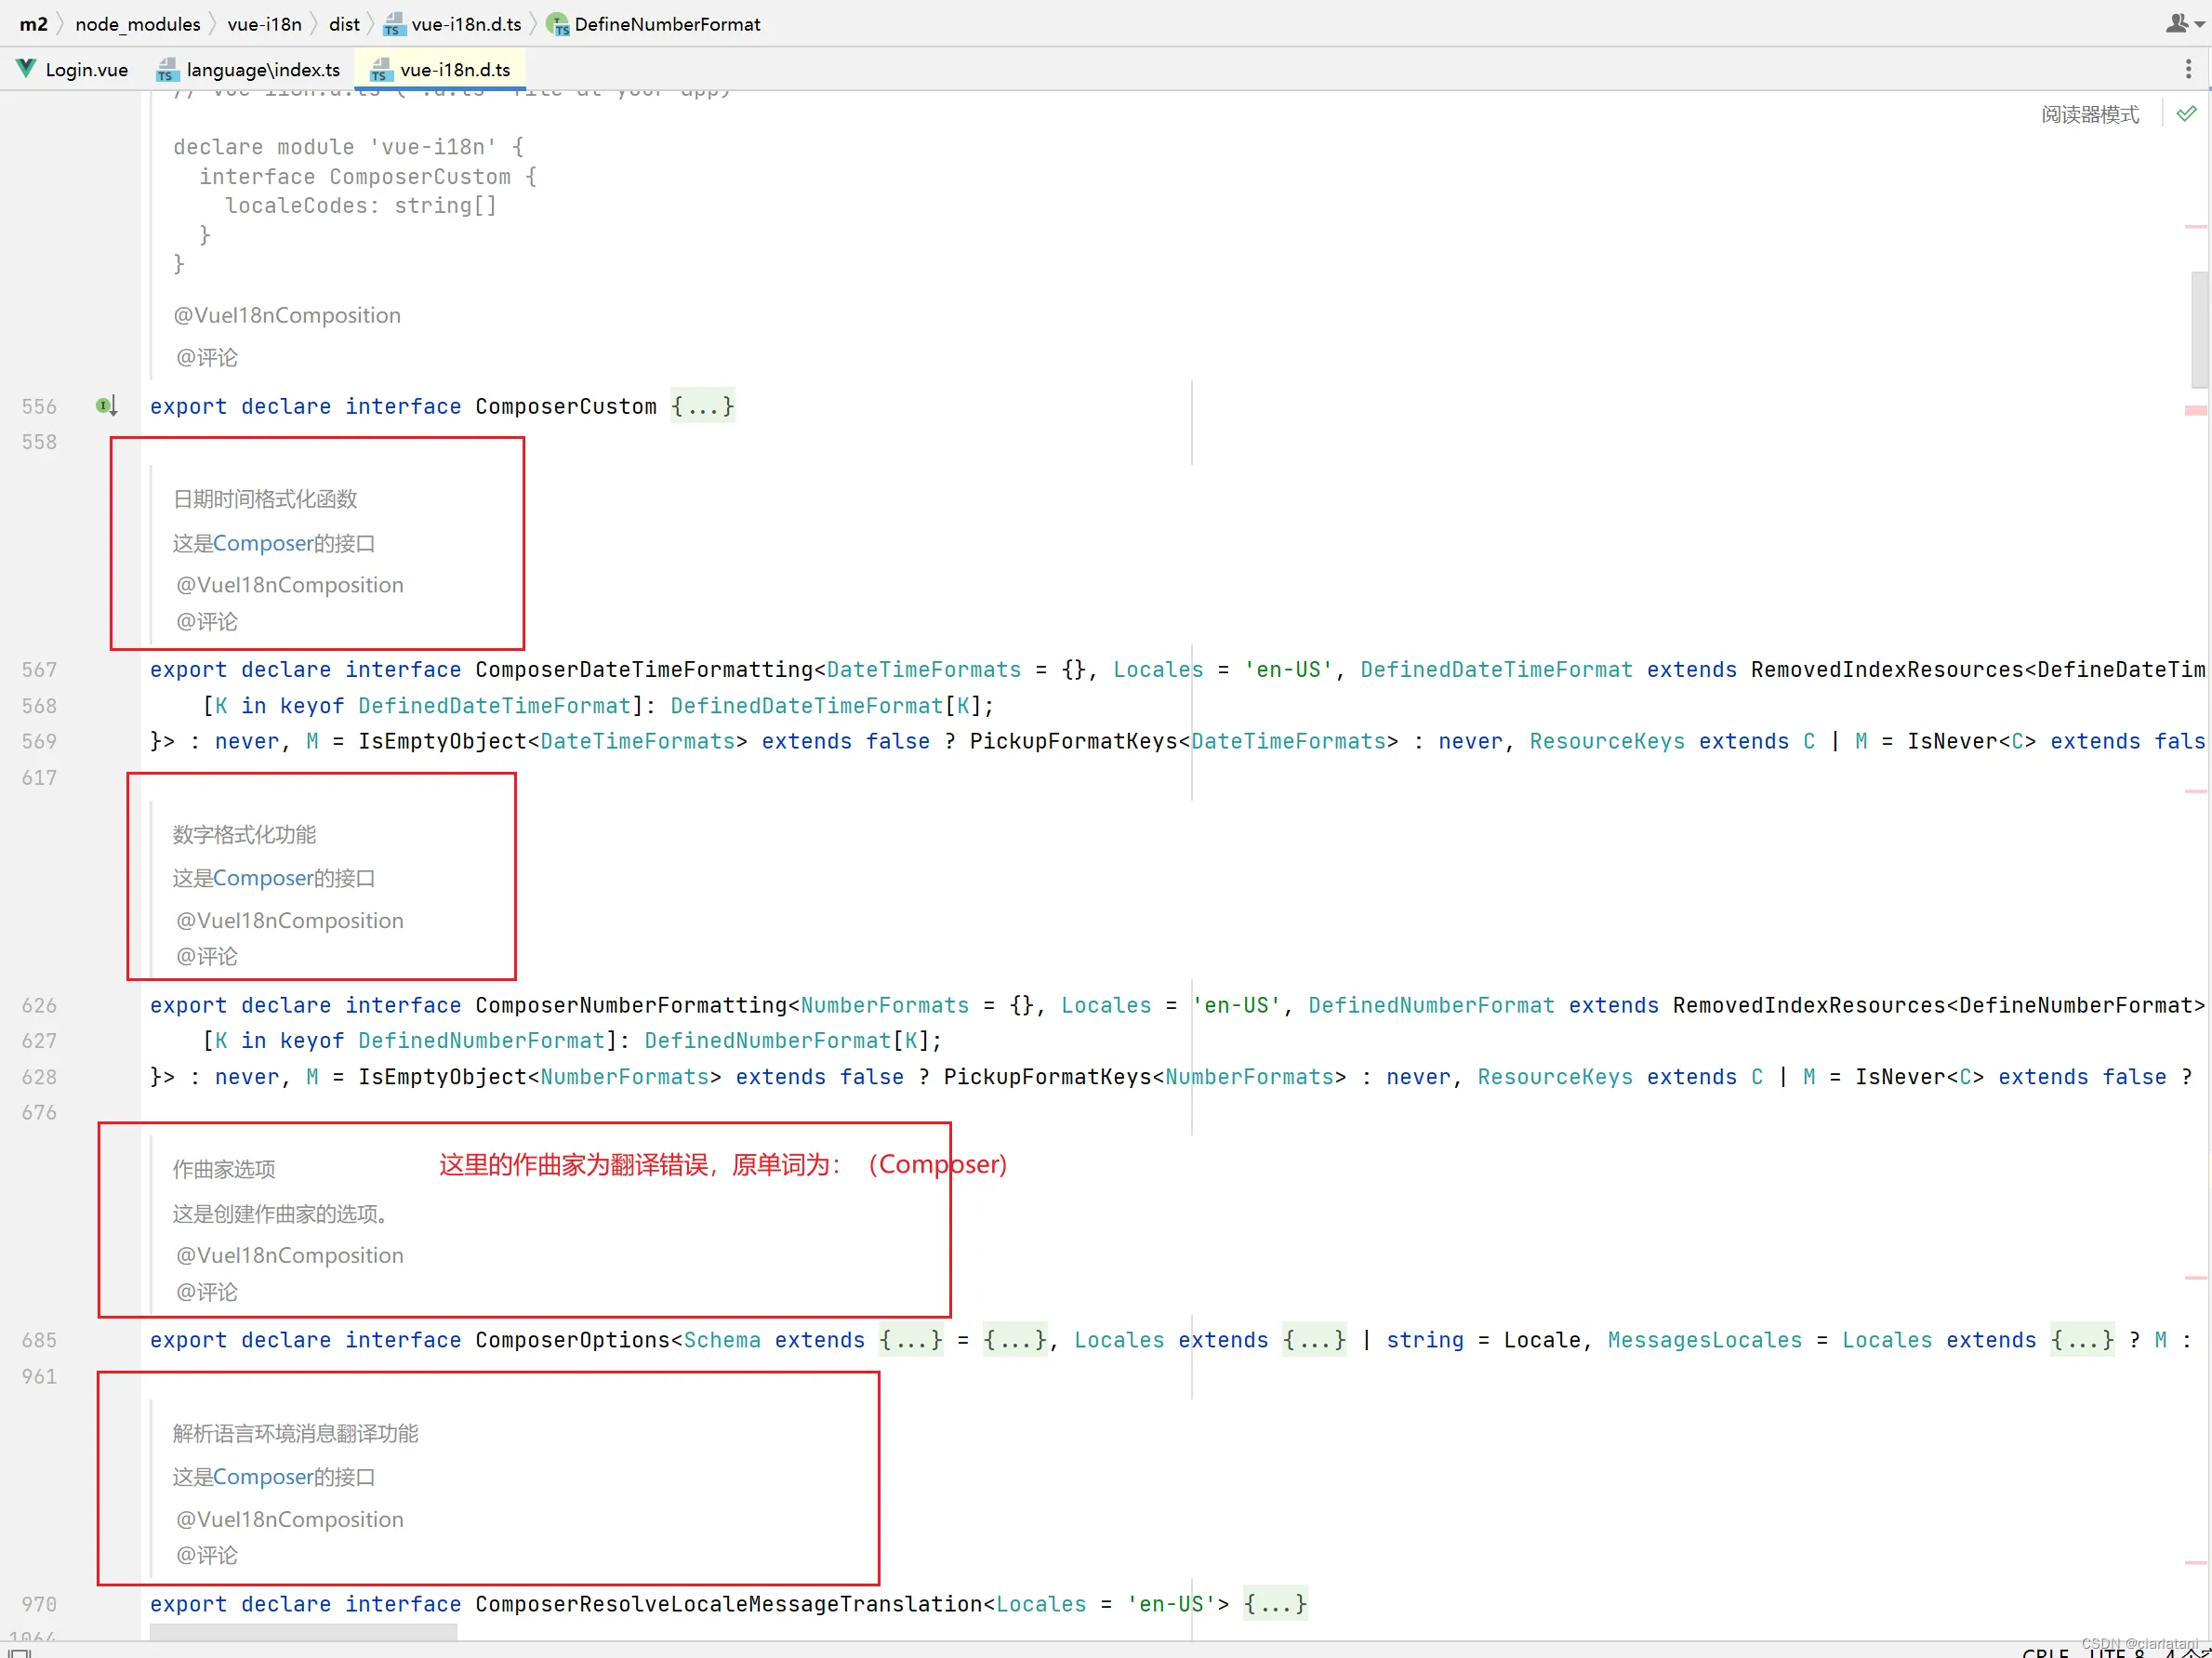 m2 node_modules vue-i18n dist vue-i18n.d.ts DefineNumberFormat
Login.vue language\index.ts vue-i18n.d.ts
阅读器模式
declare module 'vue-i18n' {
interface ComposerCustom {
localeCodes: string[]
}
}
@VueI18nComposition
@评论
556 export declare interface ComposerCustom {...}
558
日期时间格式化函数
这是Composer的接口
@VueI18nComposition
@评论
567 export declare interface ComposerDateTimeFormatting<DateTimeFormats = {}, Locales = 'en-US', DefinedDateTimeFormat extends RemovedIndexResources<DefineDateTim
568 [K in keyof DefinedDateTimeFormat]: DefinedDateTimeFormat[K];
569 }> : never, M = IsEmptyObject<DateTimeFormats> extends false ? PickupFormatKeys<DateTimeFormats> : never, ResourceKeys extends C | M = IsNever<C> extends fals
617
数字格式化功能
这是Composer的接口
@VueI18nComposition
@评论
626 export declare interface ComposerNumberFormatting<NumberFormats = {}, Locales = 'en-US', DefinedNumberFormat extends RemovedIndexResources<DefineNumberFormat>
627 [K in keyof DefinedNumberFormat]: DefinedNumberFormat[K];
628 }> : never, M = IsEmptyObject<NumberFormats> extends false ? PickupFormatKeys<NumberFormats> : never, ResourceKeys extends C | M = IsNever<C> extends false ?
676
作曲家选项 这里的作曲家为翻译错误，原单词为：（Composer)
这是创建作曲家的选项。
@VueI18nComposition
@评论
685 export declare interface ComposerOptions<Schema extends {...} = {...}, Locales extends {...} | string = Locale, MessagesLocales = Locales extends {...} ? M :
961
解析语言环境消息翻译功能
这是Composer的接口
@VueI18nComposition
@评论
970 export declare interface ComposerResolveLocaleMessageTranslation<Locales = 'en-US'> {...}
1064
CSDN @clarlatani